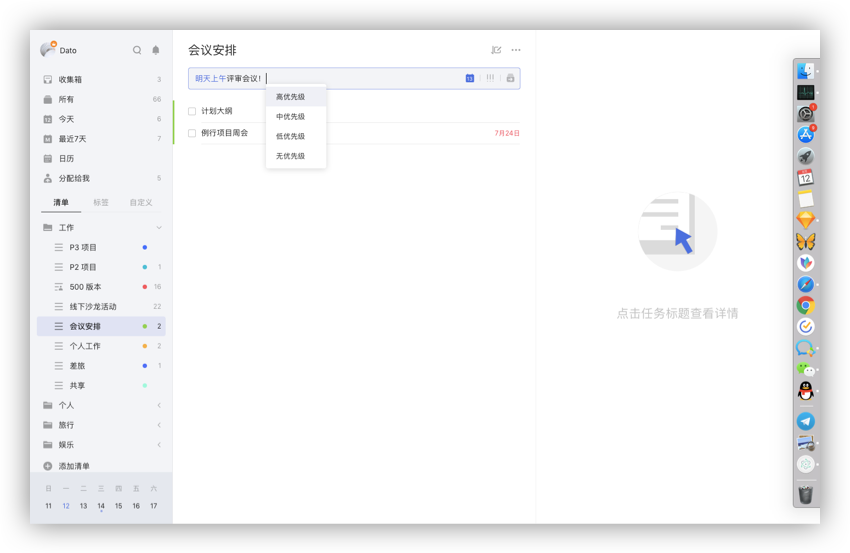 Dato
收集箱 3
所有 66
今天 6
最近7天 7
日历
分配给我 5
清单 标签 自定义
工作
P3 项目
P2 项目 1
500 版本 16
线下沙龙活动 22
会议安排 2
个人工作 2
差旅 1
共享
个人
旅行
娱乐
添加清单
日 一 二 三 四 五 六
11 12 13 14 15 16 17
会议安排
明天上午评审会议！
13 !!!
高优先级
中优先级
低优先级
无优先级
计划大纲
例行项目周会 7月24日
点击任务标题查看详情
12